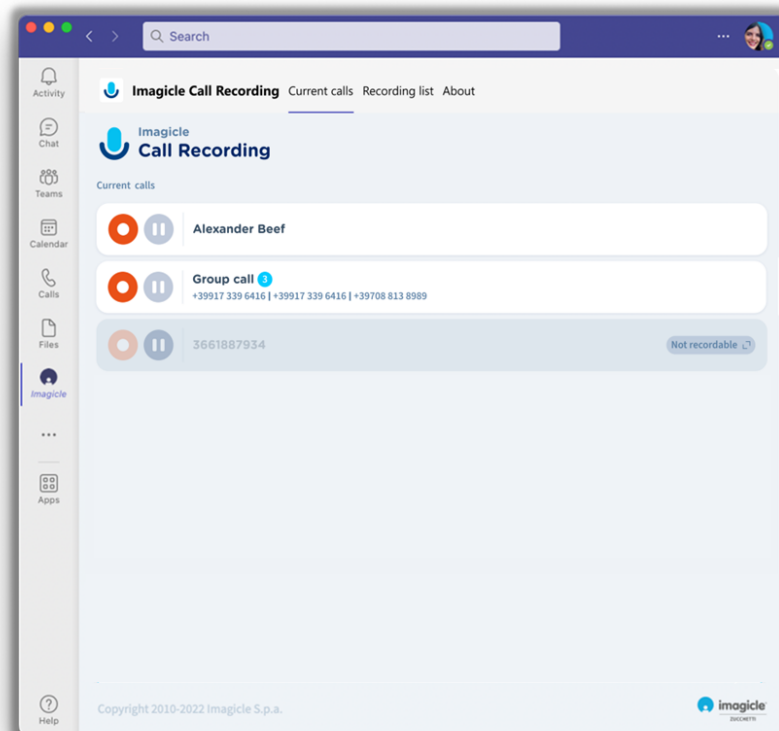 Search
Activity
Imagicle Call Recording Current calls Recording list About
Chat
Imagicle
Call Recording
Teams
Current calls
Calendar
Alexander Beef
Calls
Group call 3
+39917 339 6416 | +39917 339 6416 | +39708 813 8989
Files
3661887934 Not recordable
Imagicle
Apps
Help
Copyright 2010-2022 Imagicle S.p.a.
imagicle
ZUCCHETTI